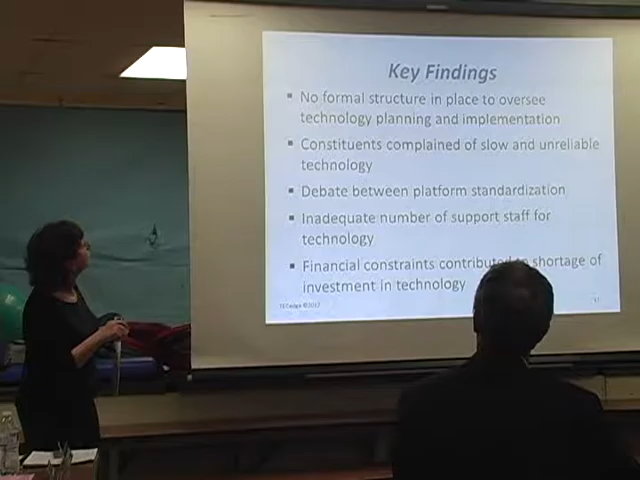 Key Findings
▪ No formal structure in place to oversee
technology planning and implementation
▪ Constituents complained of slow and unreliable
technology
▪ Debate between platform standardization
▪ Inadequate number of support staff for
technology
▪ Financial constraints contributed to shortage of
investment in technology